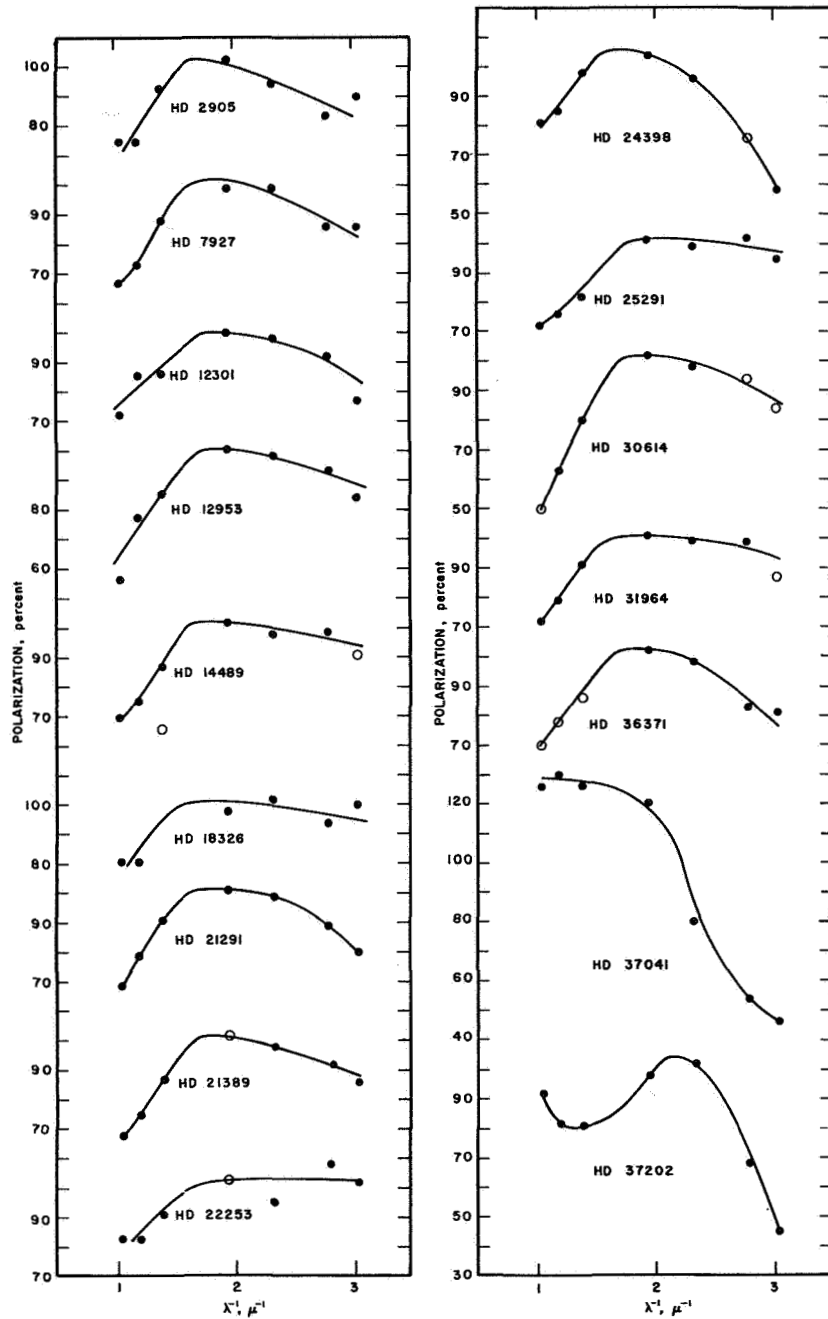 POLARIZATION, percent
100
80
HD 2905
90
70
HD 7927
90
70
HD 12301
80
60
HD 12953
90
70
HD 14489
100
80
HD 18326
90
70
HD 21291
90
70
HD 21389
90
70
HD 22253
1
2
3
λ⁻¹, μ⁻¹
POLARIZATION, percent
90
70
50
HD 24398
90
70
HD 25291
90
70
50
HD 30614
90
70
HD 31964
90
70
HD 36371
120
100
80
60
40
HD 37041
90
70
50
30
HD 37202
1
2
3
λ⁻¹, μ⁻¹